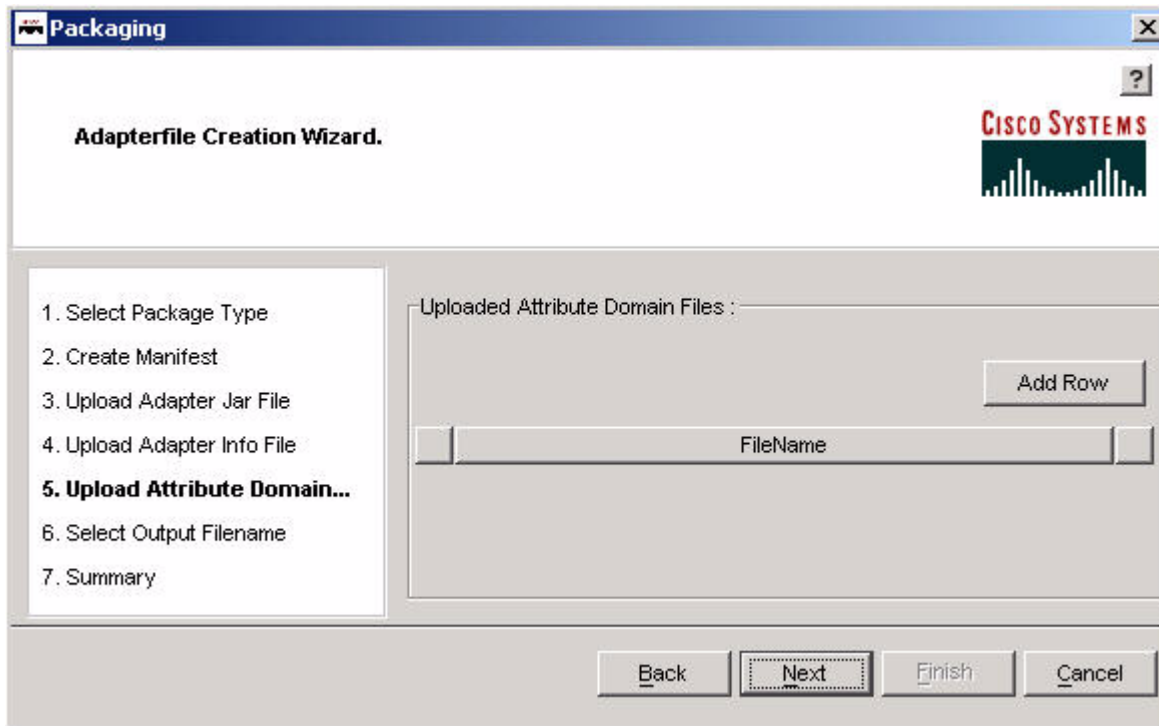 Packaging
?
Adapterfile Creation Wizard.
CISCO SYSTEMS
1. Select Package Type
2. Create Manifest
3. Upload Adapter Jar File
4. Upload Adapter Info File
5. Upload Attribute Domain...
6. Select Output Filename
7. Summary
Uploaded Attribute Domain Files :
Add Row
FileName
Back
Next
Finish
Cancel